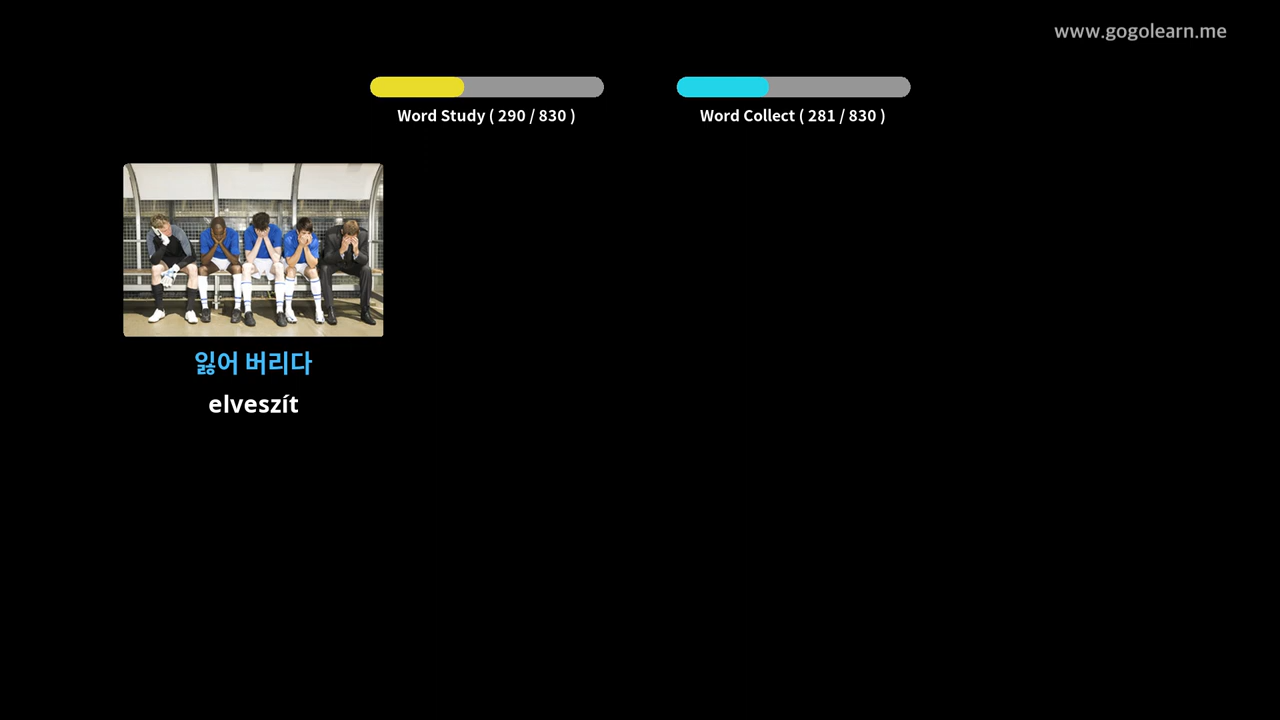 www.gogolearn.me
Word Study ( 290 / 830 )
Word Collect ( 281 / 830 )
잃어 버리다
elveszít